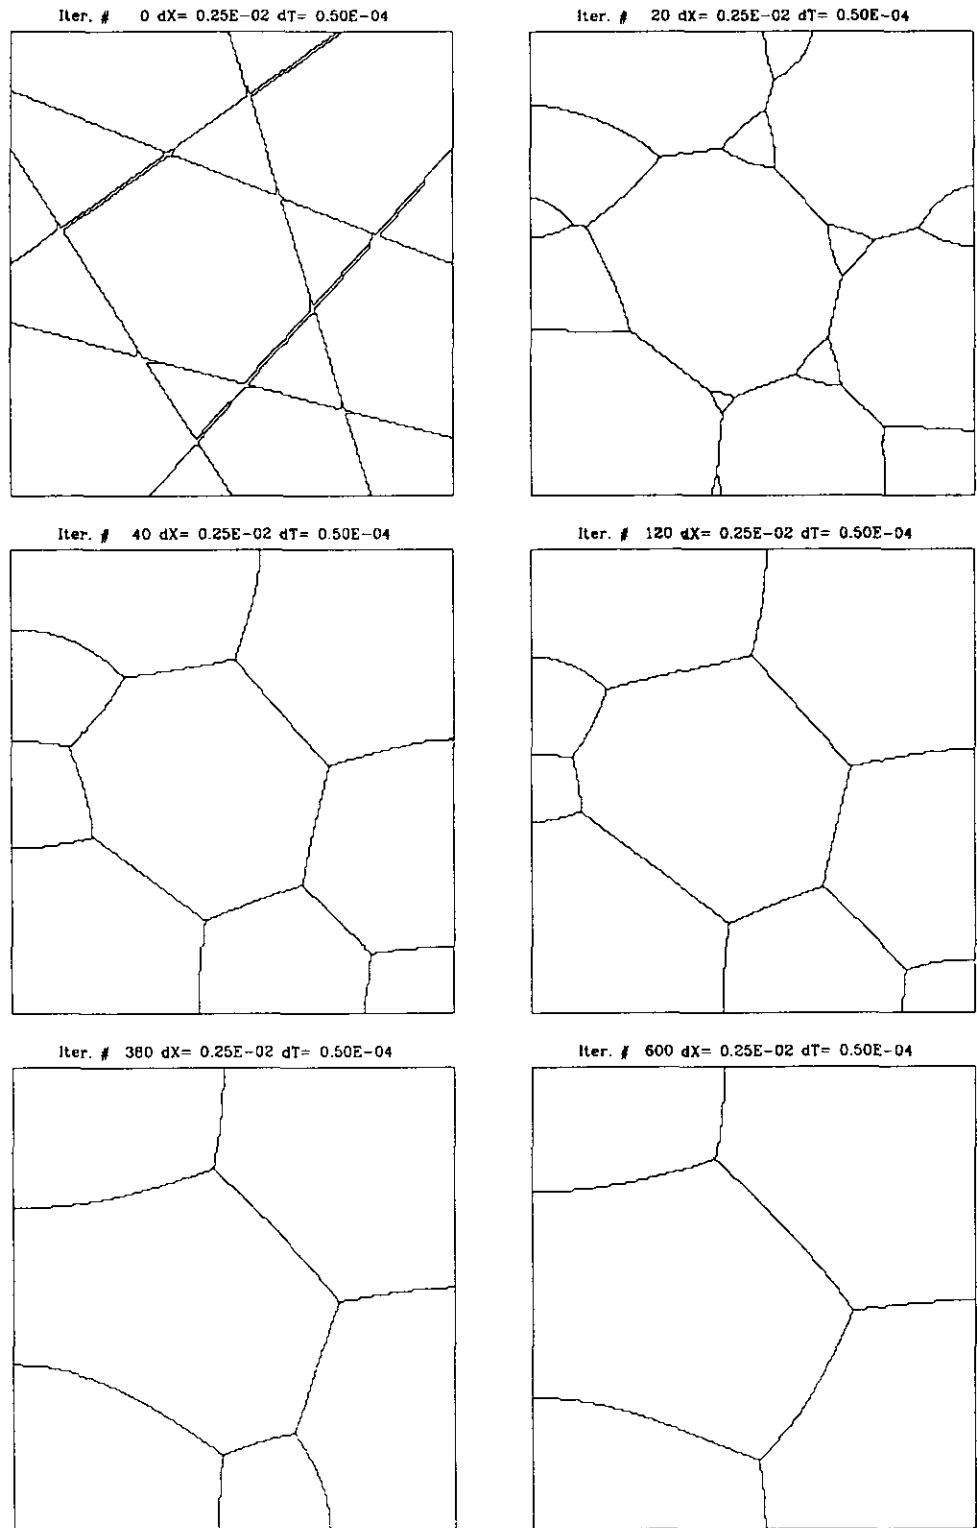 Iter. # 0 dX= 0.25E-02 dT= 0.50E-04
Iter. # 20 dX= 0.25E-02 dT= 0.50E-04
Iter. # 40 dX= 0.25E-02 dT= 0.50E-04
Iter. # 120 dX= 0.25E-02 dT= 0.50E-04
Iter. # 380 dX= 0.25E-02 dT= 0.50E-04
Iter. # 600 dX= 0.25E-02 dT= 0.50E-04